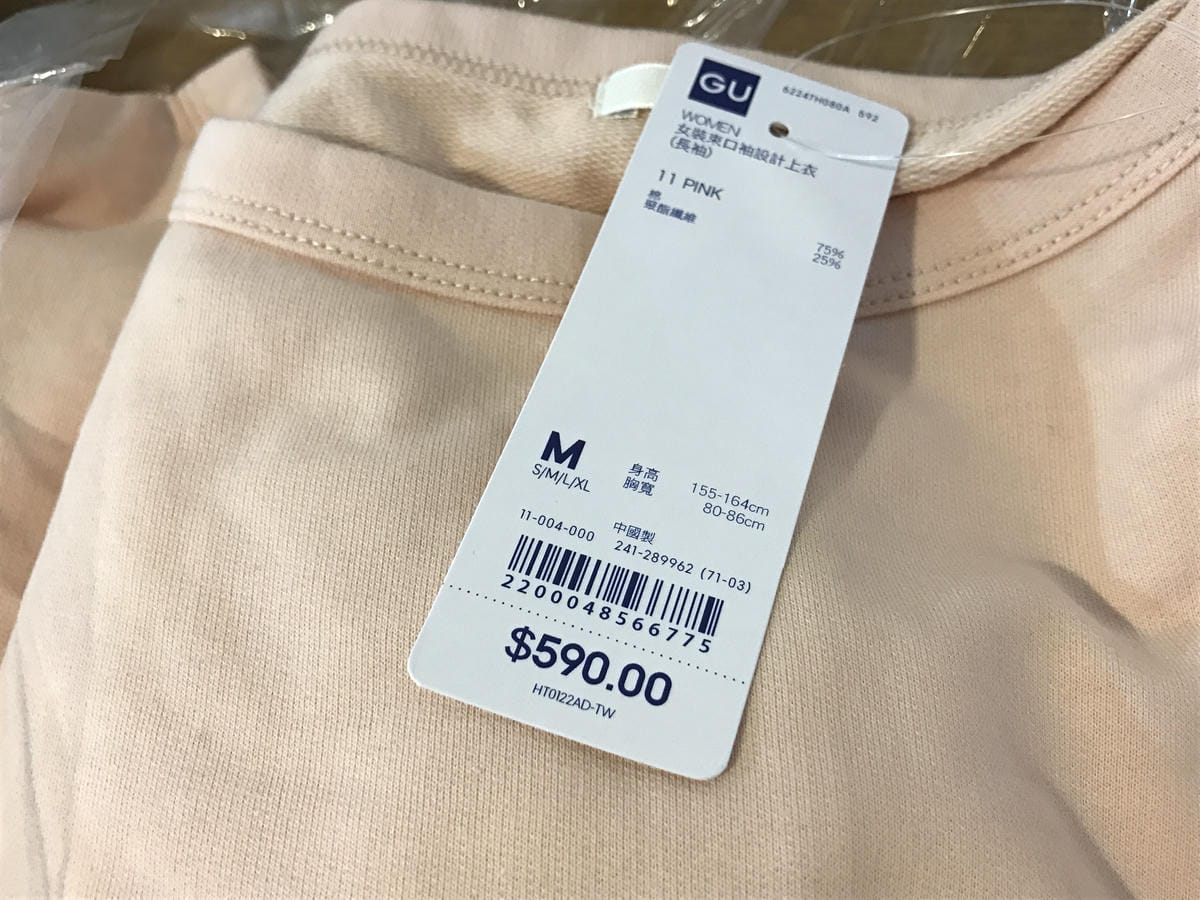 GU
62247H080A 592
WOMEN
女裝束口袖設計上衣
(長袖)
11 PINK
棉 75%
聚酯纖維 25%
M
S/M/L/XL
身高 155-164cm
胸寬 80-86cm
11-004-000 中國製
241-289962 (71-03)
2200048566775
$590.00
HT0122AD-TW